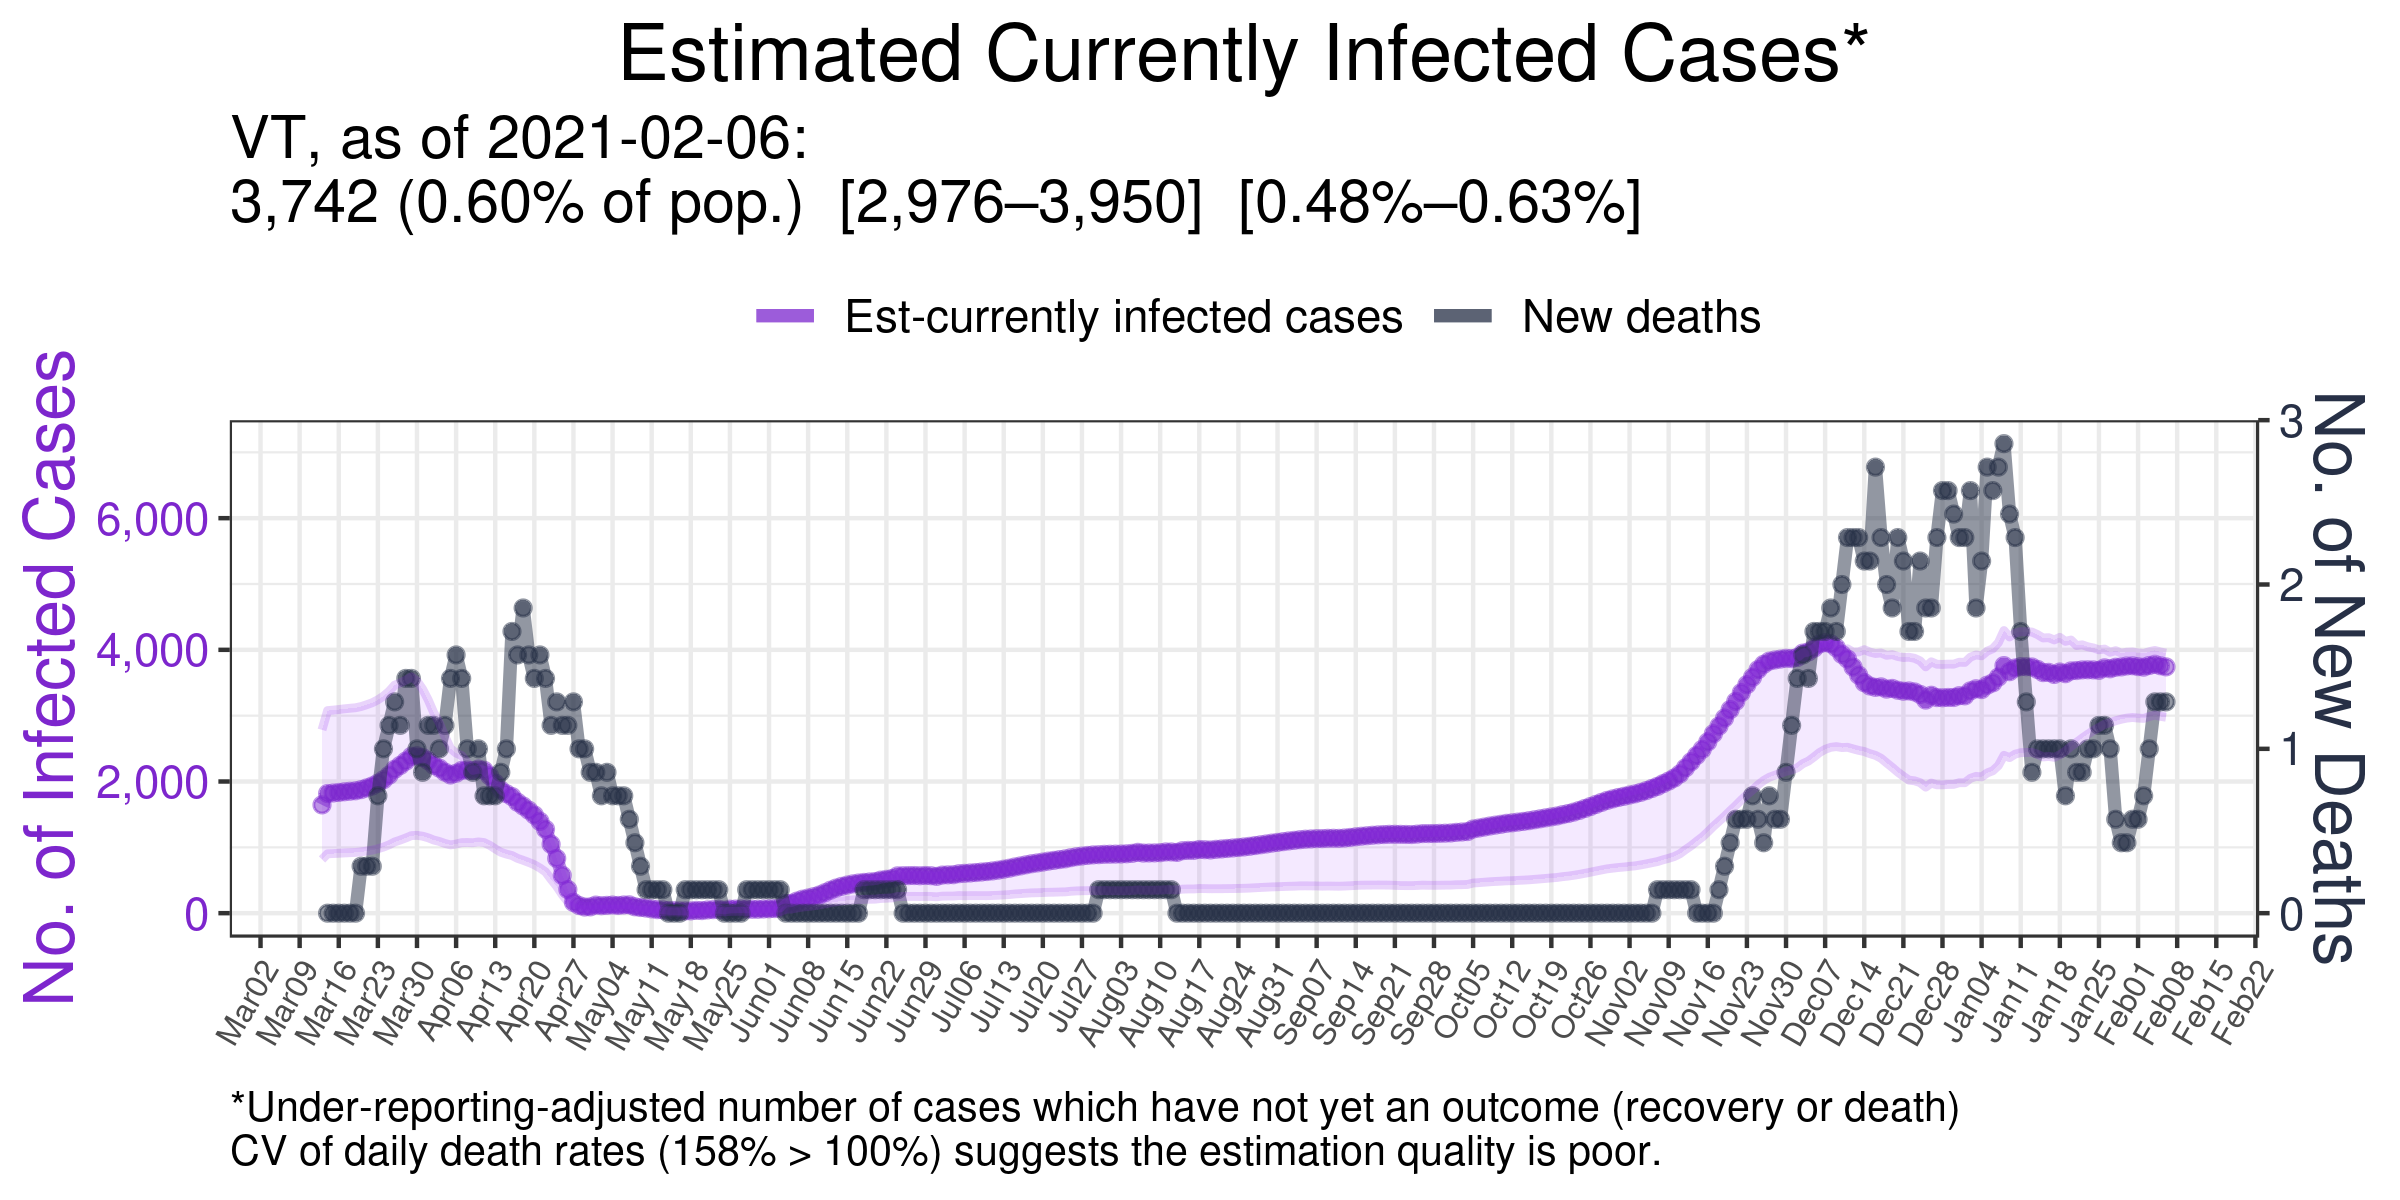 Estimated Currently Infected Cases*
VT, as of 2021-02-06:
3,742 (0.60% of pop.) [2,976–3,950] [0.48%–0.63%]
Est-currently infected cases
New deaths
No. of Infected Cases
6,000
4,000
2,000
0
3
2
1
0
No. of New Deaths
Mar02
Mar09
Mar16
Mar23
Mar30
Apr06
Apr13
Apr20
Apr27
May04
May11
May18
May25
Jun01
Jun08
Jun15
Jun22
Jun29
Jul06
Jul13
Jul20
Jul27
Aug03
Aug10
Aug17
Aug24
Aug31
Sep07
Sep14
Sep21
Sep28
Oct05
Oct12
Oct19
Oct26
Nov02
Nov09
Nov16
Nov23
Nov30
Dec07
Dec14
Dec21
Dec28
Jan04
Jan11
Jan18
Jan25
Feb01
Feb08
Feb15
Feb22
*Under-reporting-adjusted number of cases which have not yet an outcome (recovery or death)
CV of daily death rates (158% > 100%) suggests the estimation quality is poor.